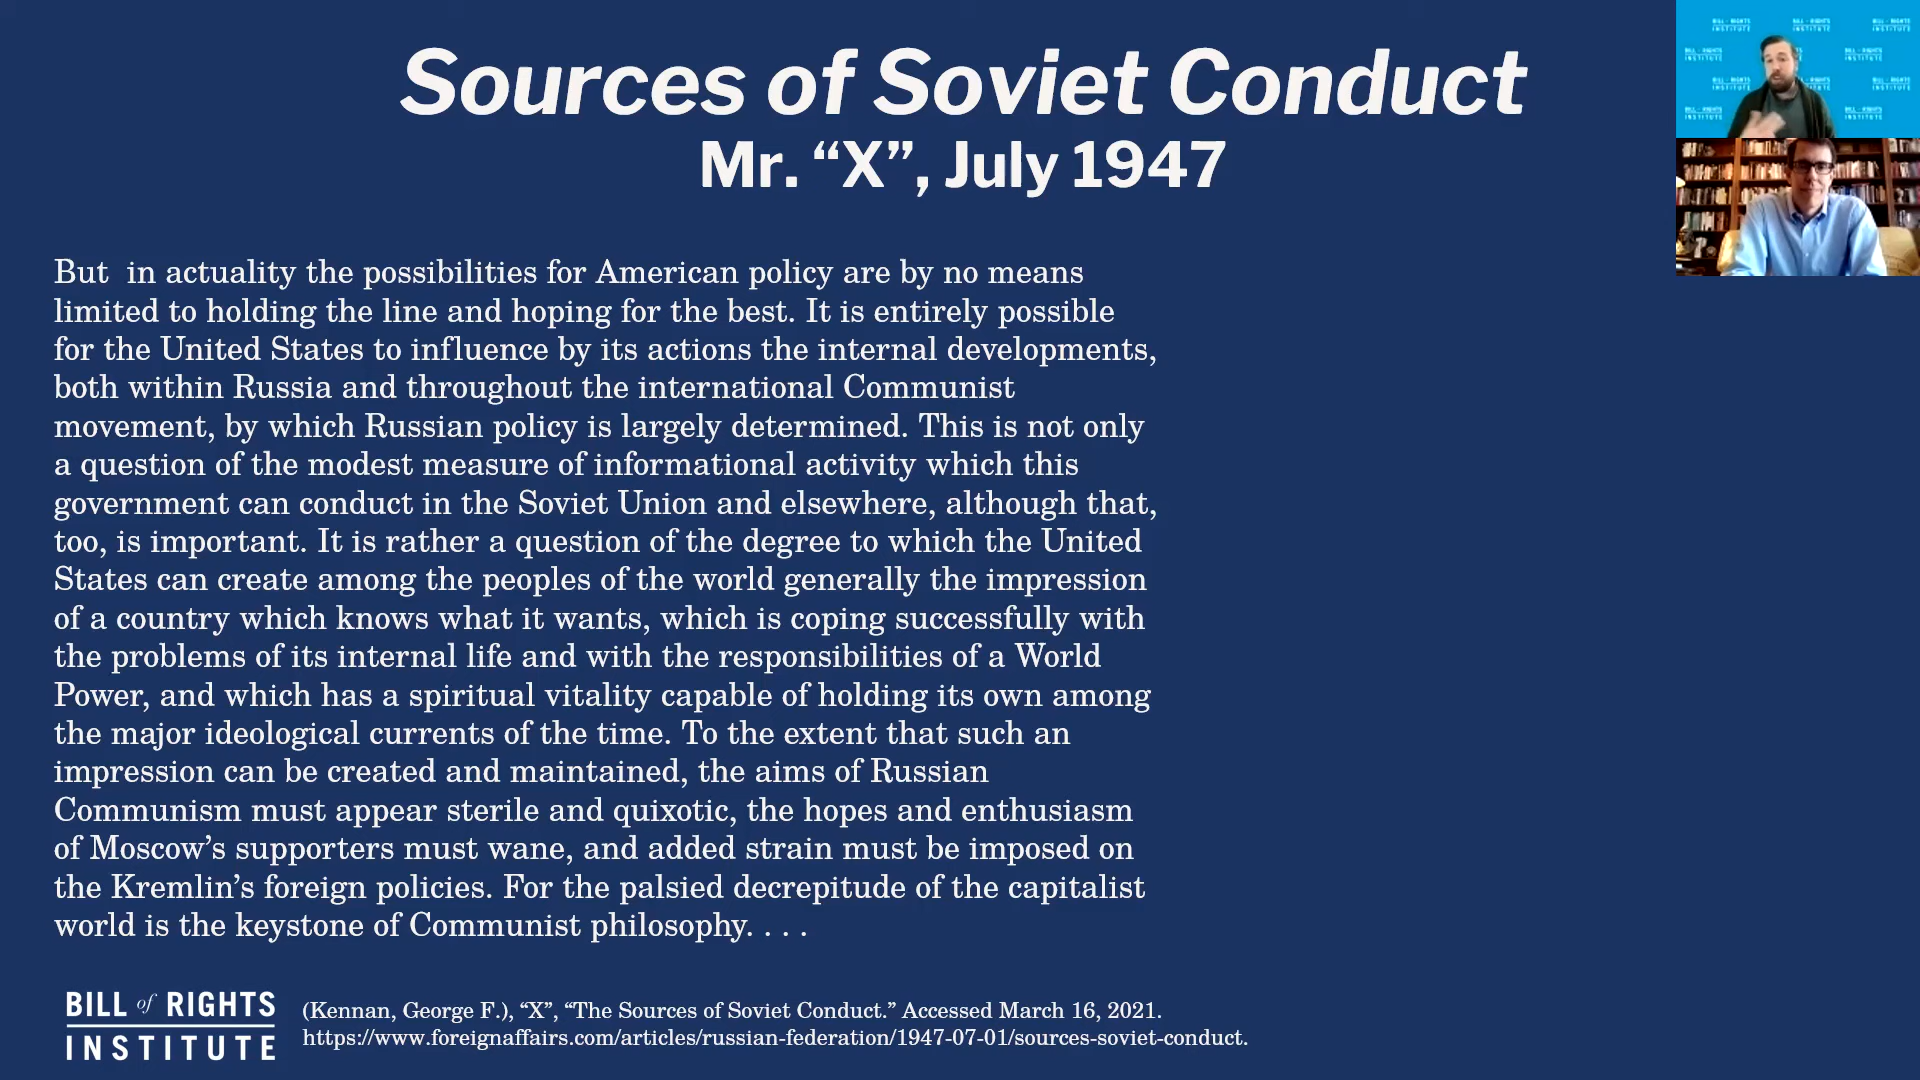 Sources of Soviet Conduct
Mr. “X”, July 1947
But  in actuality the possibilities for American policy are by no means
limited to holding the line and hoping for the best. It is entirely possible
for the United States to influence by its actions the internal developments,
both within Russia and throughout the international Communist
movement, by which Russian policy is largely determined. This is not only
a question of the modest measure of informational activity which this
government can conduct in the Soviet Union and elsewhere, although that,
too, is important. It is rather a question of the degree to which the United
States can create among the peoples of the world generally the impression
of a country which knows what it wants, which is coping successfully with
the problems of its internal life and with the responsibilities of a World
Power, and which has a spiritual vitality capable of holding its own among
the major ideological currents of the time. To the extent that such an
impression can be created and maintained, the aims of Russian
Communism must appear sterile and quixotic, the hopes and enthusiasm
of Moscow’s supporters must wane, and added strain must be imposed on
the Kremlin’s foreign policies. For the palsied decrepitude of the capitalist
world is the keystone of Communist philosophy. . . .
BILL of RIGHTS
INSTITUTE
(Kennan, George F.), “X”, “The Sources of Soviet Conduct.” Accessed March 16, 2021.
https://www.foreignaffairs.com/articles/russian-federation/1947-07-01/sources-soviet-conduct.
BILL of RIGHTS
INSTITUTE